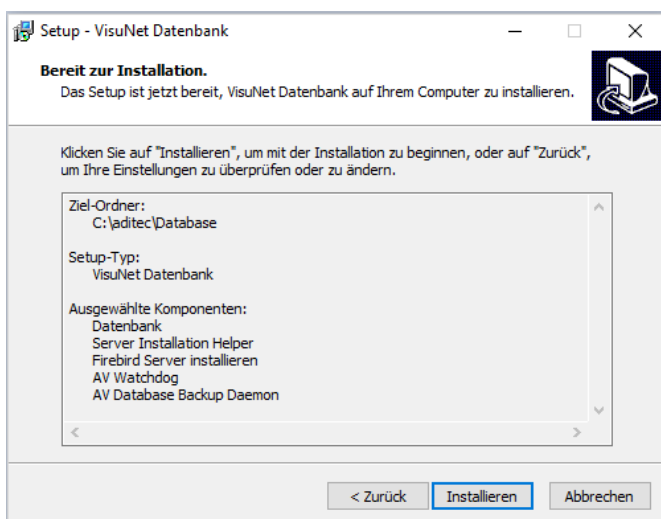 Setup - VisuNet Datenbank
Bereit zur Installation.
Das Setup ist jetzt bereit, VisuNet Datenbank auf Ihrem Computer zu installieren.
Klicken Sie auf "Installieren", um mit der Installation zu beginnen, oder auf "Zurück",
um Ihre Einstellungen zu überprüfen oder zu ändern.
Ziel-Ordner:
C:\aditec\Database
Setup-Typ:
VisuNet Datenbank
Ausgewählte Komponenten:
Datenbank
Server Installation Helper
Firebird Server installieren
AV Watchdog
AV Database Backup Daemon
< Zurück Installieren Abbrechen